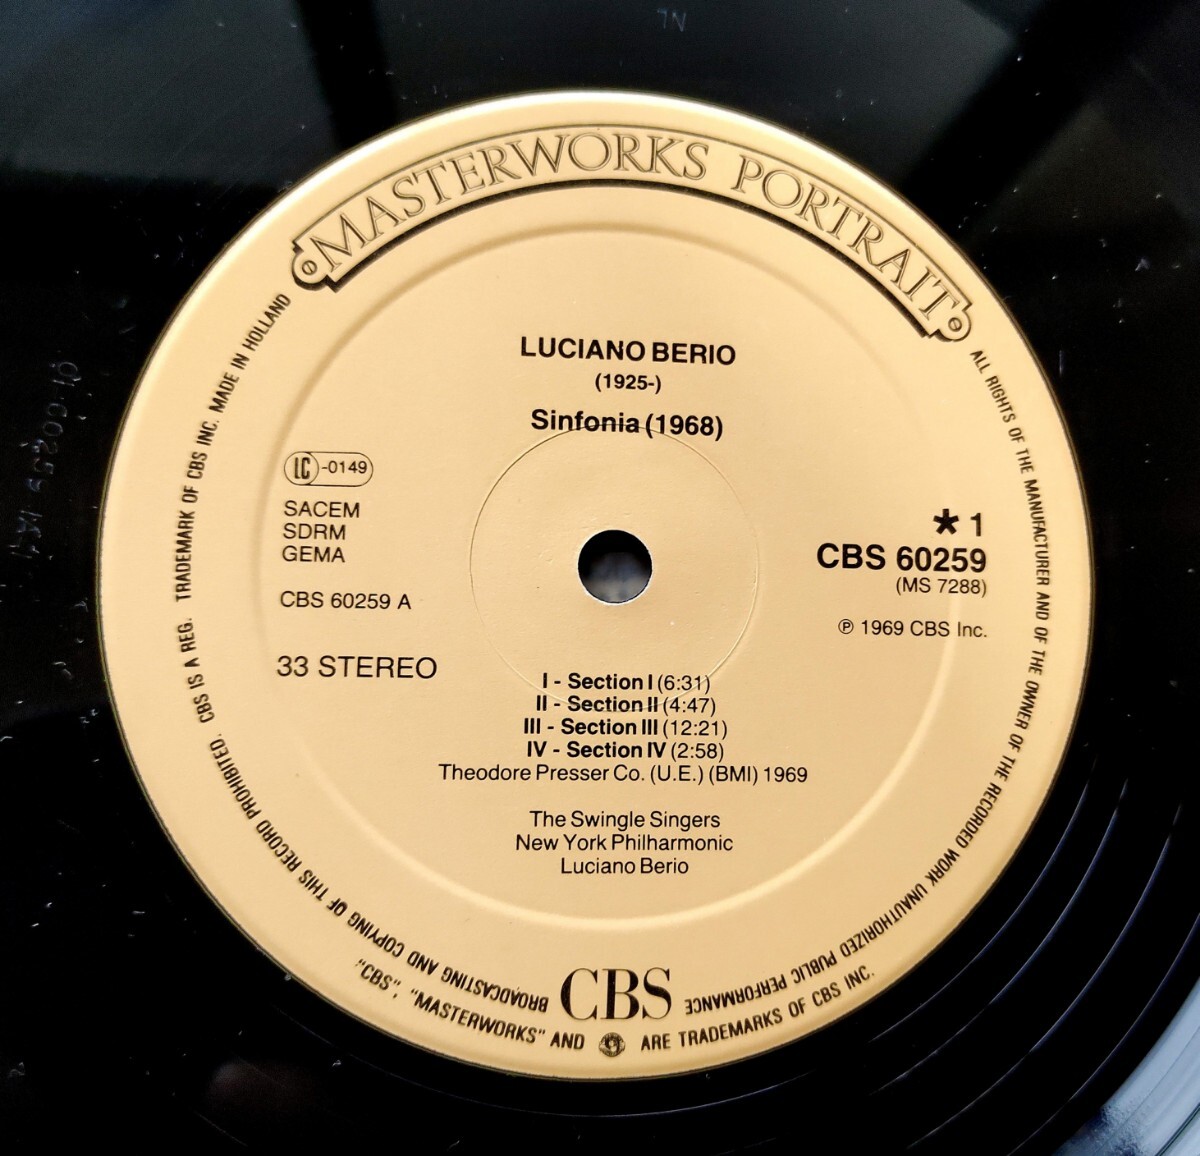 MASTERWORKS PORTRAIT
LUCIANO BERIO
(1925-)
Sinfonia (1968)
LC -0149
SACEM
SDRM
GEMA
CBS 60259 A
33 STEREO
* 1
CBS 60259
(MS 7288)
℗ 1969 CBS Inc.
I - Section I (6:31)
II - Section II (4:47)
III - Section III (12:21)
IV - Section IV (2:58)
Theodore Presser Co. (U.E.) (BMI) 1969
The Swingle Singers
New York Philharmonic
Luciano Berio
CBS
ALL RIGHTS OF THE MANUFACTURER AND OF THE OWNER OF THE RECORDED WORK UNAUTHORIZED PUBLIC PERFORMANCE
BROADCASTING AND COPYING OF THIS RECORD PROHIBITED. CBS IS A REG. TRADEMARK OF CBS INC. MADE IN HOLLAND
"CBS", "MASTERWORKS" AND ARE TRADEMARKS OF CBS INC.